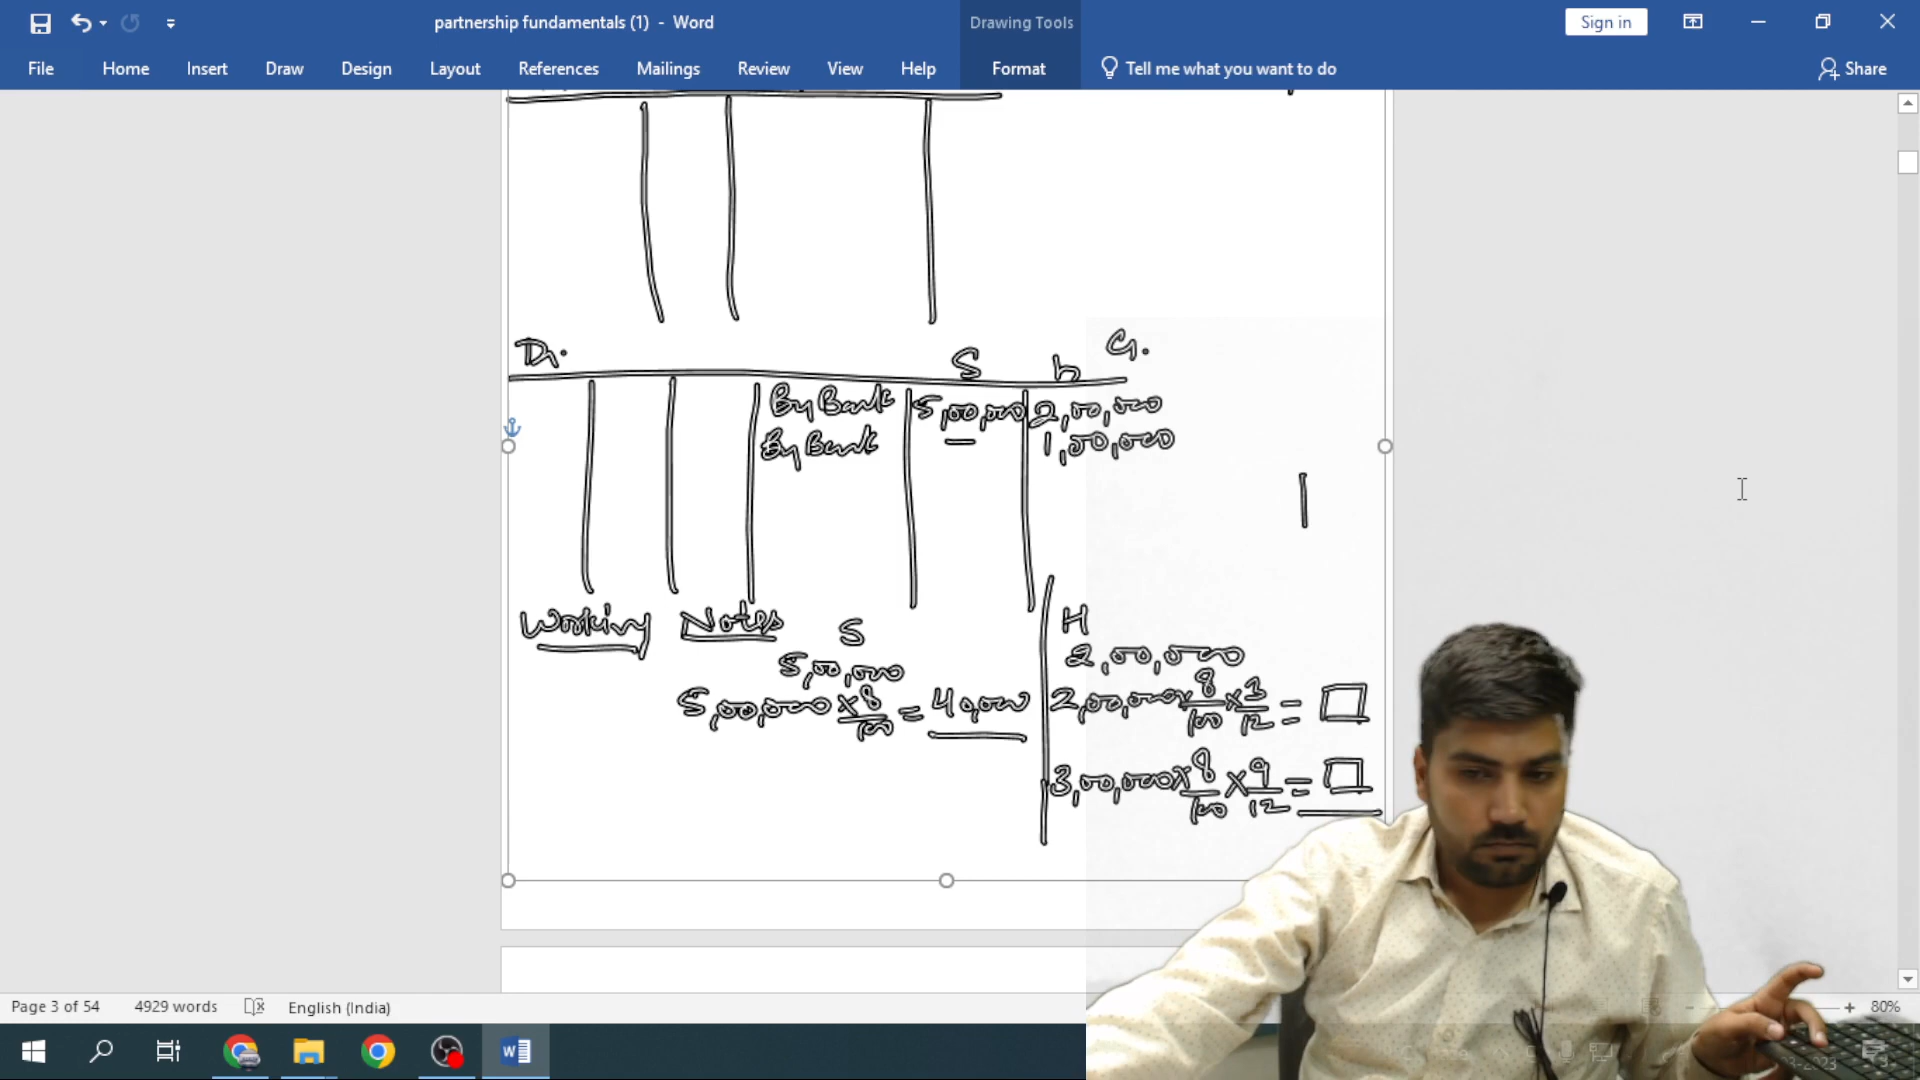 partnership fundamentals (1) - Word
Drawing Tools
Sign in
File Home Insert Draw Design Layout References Mailings Review View Help Format Tell me what you want to do Share
Dr. S h Cr.
By Bank 5,00,000 2,00,000
By Bank 1,00,000
Working Notes S H
5,00,000 2,00,000
5,00,000 × 8/100 = 40,000 2,00,000 × 8/100 × 3/12 =
3,00,000 × 8/100 × 9/12 =
Page 3 of 54 4929 words English (India) 80%